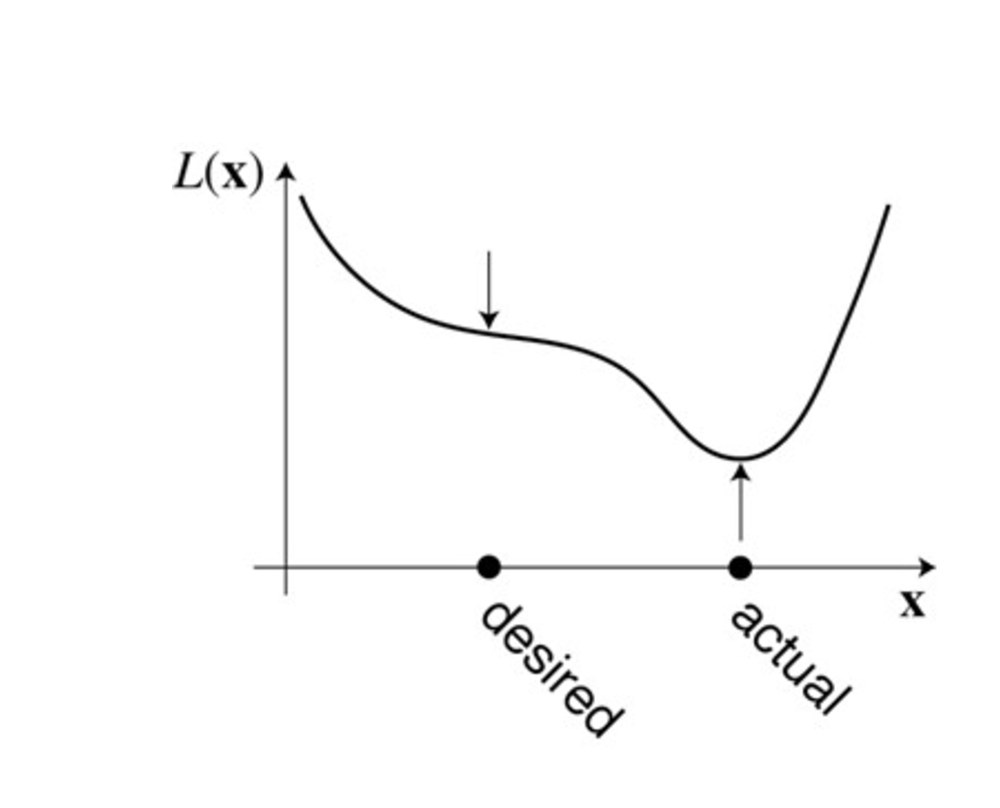 L(x)
x
desired
actual